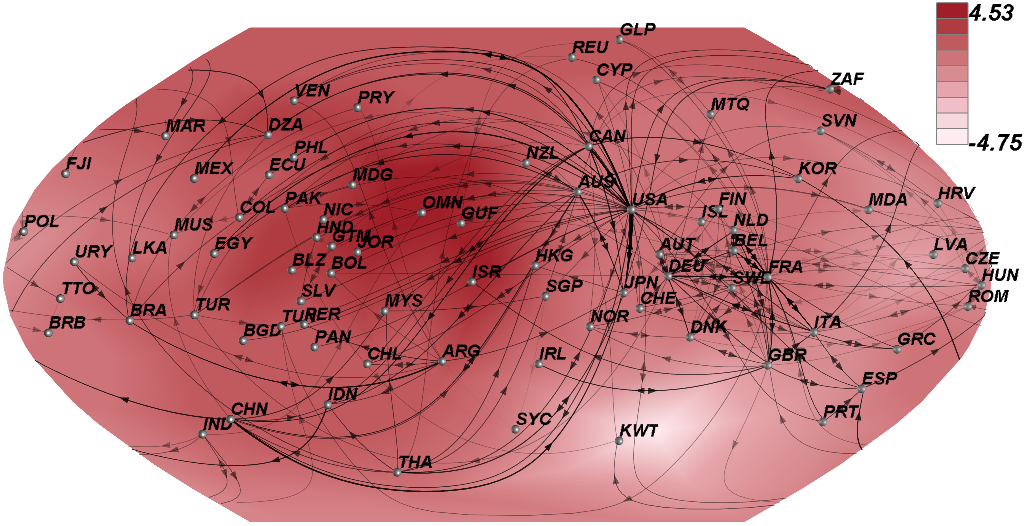 4.53
-4.75
GLP
REU
CYP
ZAF
VEN
PRY
MTQ
MAR
DZA
CAN
SVN
FJI
MEX
PHL
ECU
MDG
NZL
AUS
KOR
POL
COL
PAK
NIC
OMN
GUF
USA
FIN
ISL
MDA
HRV
URY
LKA
MUS
EGY
HND
GTM
JOR
NLD
BEL
AUT
DEU
LVA
CZE
HUN
ROM
TTO
BLZ
BOL
ISR
HKG
SWE
FRA
BRB
BRA
TUR
SLV
MYS
SGP
JPN
CHE
BGD
PER
PAN
NOR
DNK
ITA
GRC
CHL
ARG
IRL
GBR
ESP
IND
CHN
IDN
SYC
KWT
PRT
THA